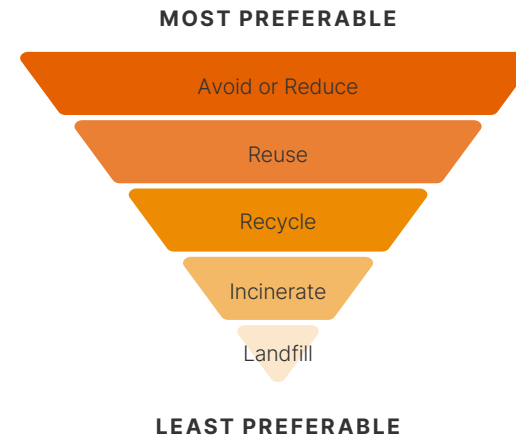 MOST PREFERABLE
Avoid or Reduce
Reuse
Recycle
Incinerate
Landfill
LEAST PREFERABLE